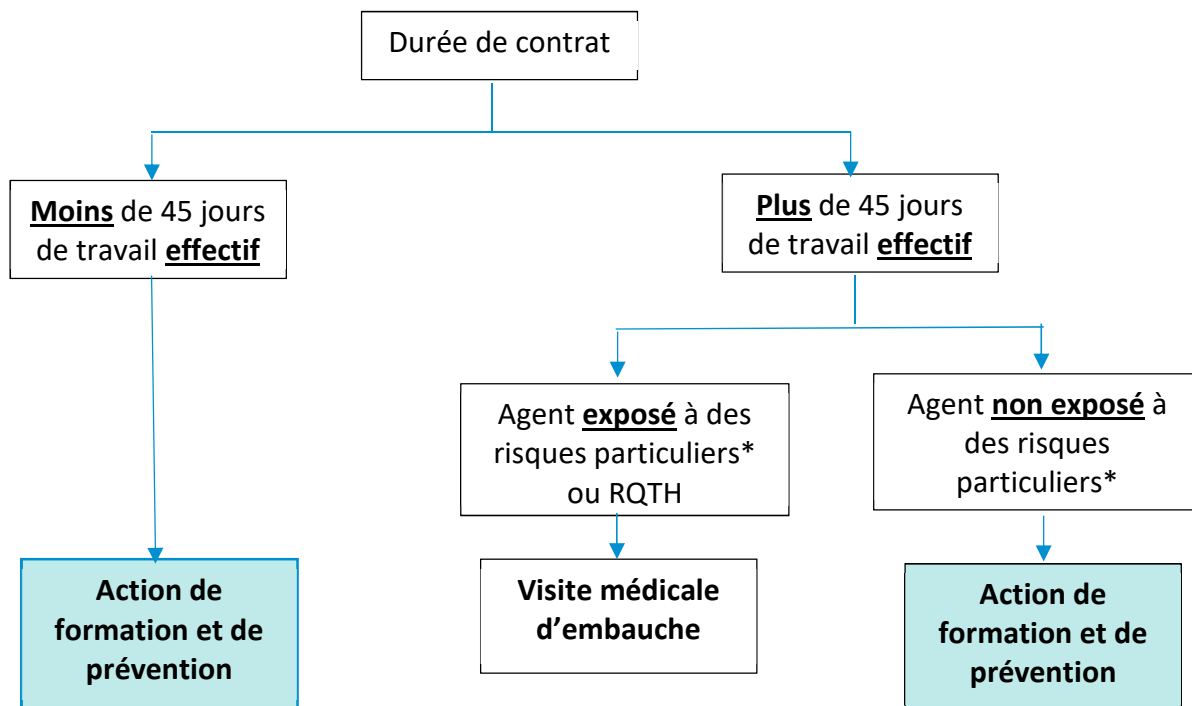 Durée de contrat
Moins de 45 jours
de travail effectif
Plus de 45 jours
de travail effectif
Agent exposé à des
risques particuliers*
ou RQTH
Agent non exposé à
des risques
particuliers*
Action de
formation et de
prévention
Visite médicale
d’embauche
Action de
formation et de
prévention